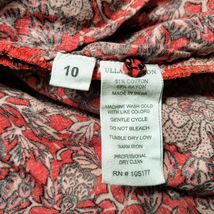 10
ULLA
51% COTTON
49% RAYON
MADE IN INDIA
MACHINE WASH COLD
WITH LIKE COLORS
GENTLE CYCLE
DO NOT BLEACH
TUMBLE DRY LOW
WARM IRON
PROFESSIONAL
DRY CLEAN
RN # 105177